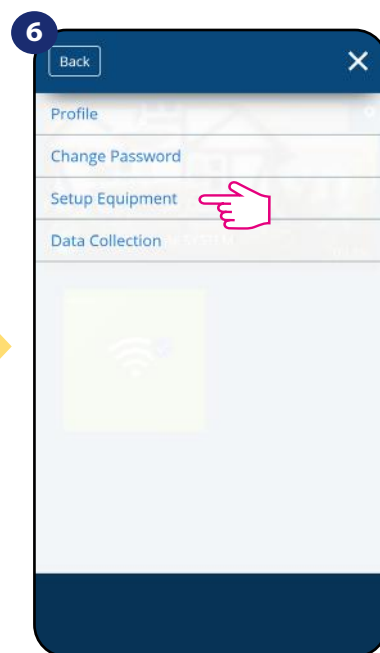 6
Back
Profile
Change Password
Setup Equipment
Data Collection